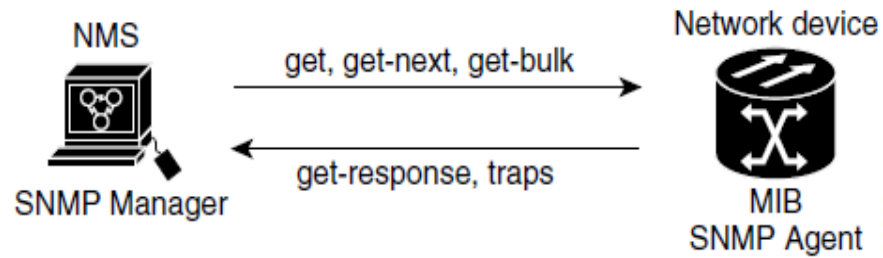 NMS
Network device
get, get-next, get-bulk
get-response, traps
SNMP Manager
MIB
SNMP Agent